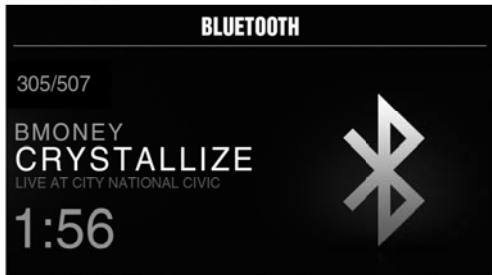 BLUETOOTH
305/507
BMONEY
CRYSTALLIZE
LIVE AT CITY NATIONAL CIVIC
1:56